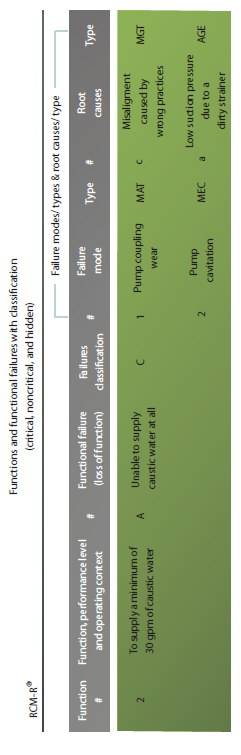 RCM-R®
Functions and functional failures with classification
(critical, noncritical, and hidden)
Failure modes/ types & root causes/ type
Function
#
Function, performance level
and operating context
#
Functional failure
(loss of function)
Failures
classification
#
Failure
mode
Type
#
Root
causes
Type
2
To supply a minimum of
30 gpm of caustic water
A
Unable to supply
caustic water at all
C
1
Pump coupling
wear
MAT
c
Misaligment
caused by
wrong practices
MGT
2
Pump
cavitation
MEC
a
Low suction pressure
due to a
dirty strainer
AGE